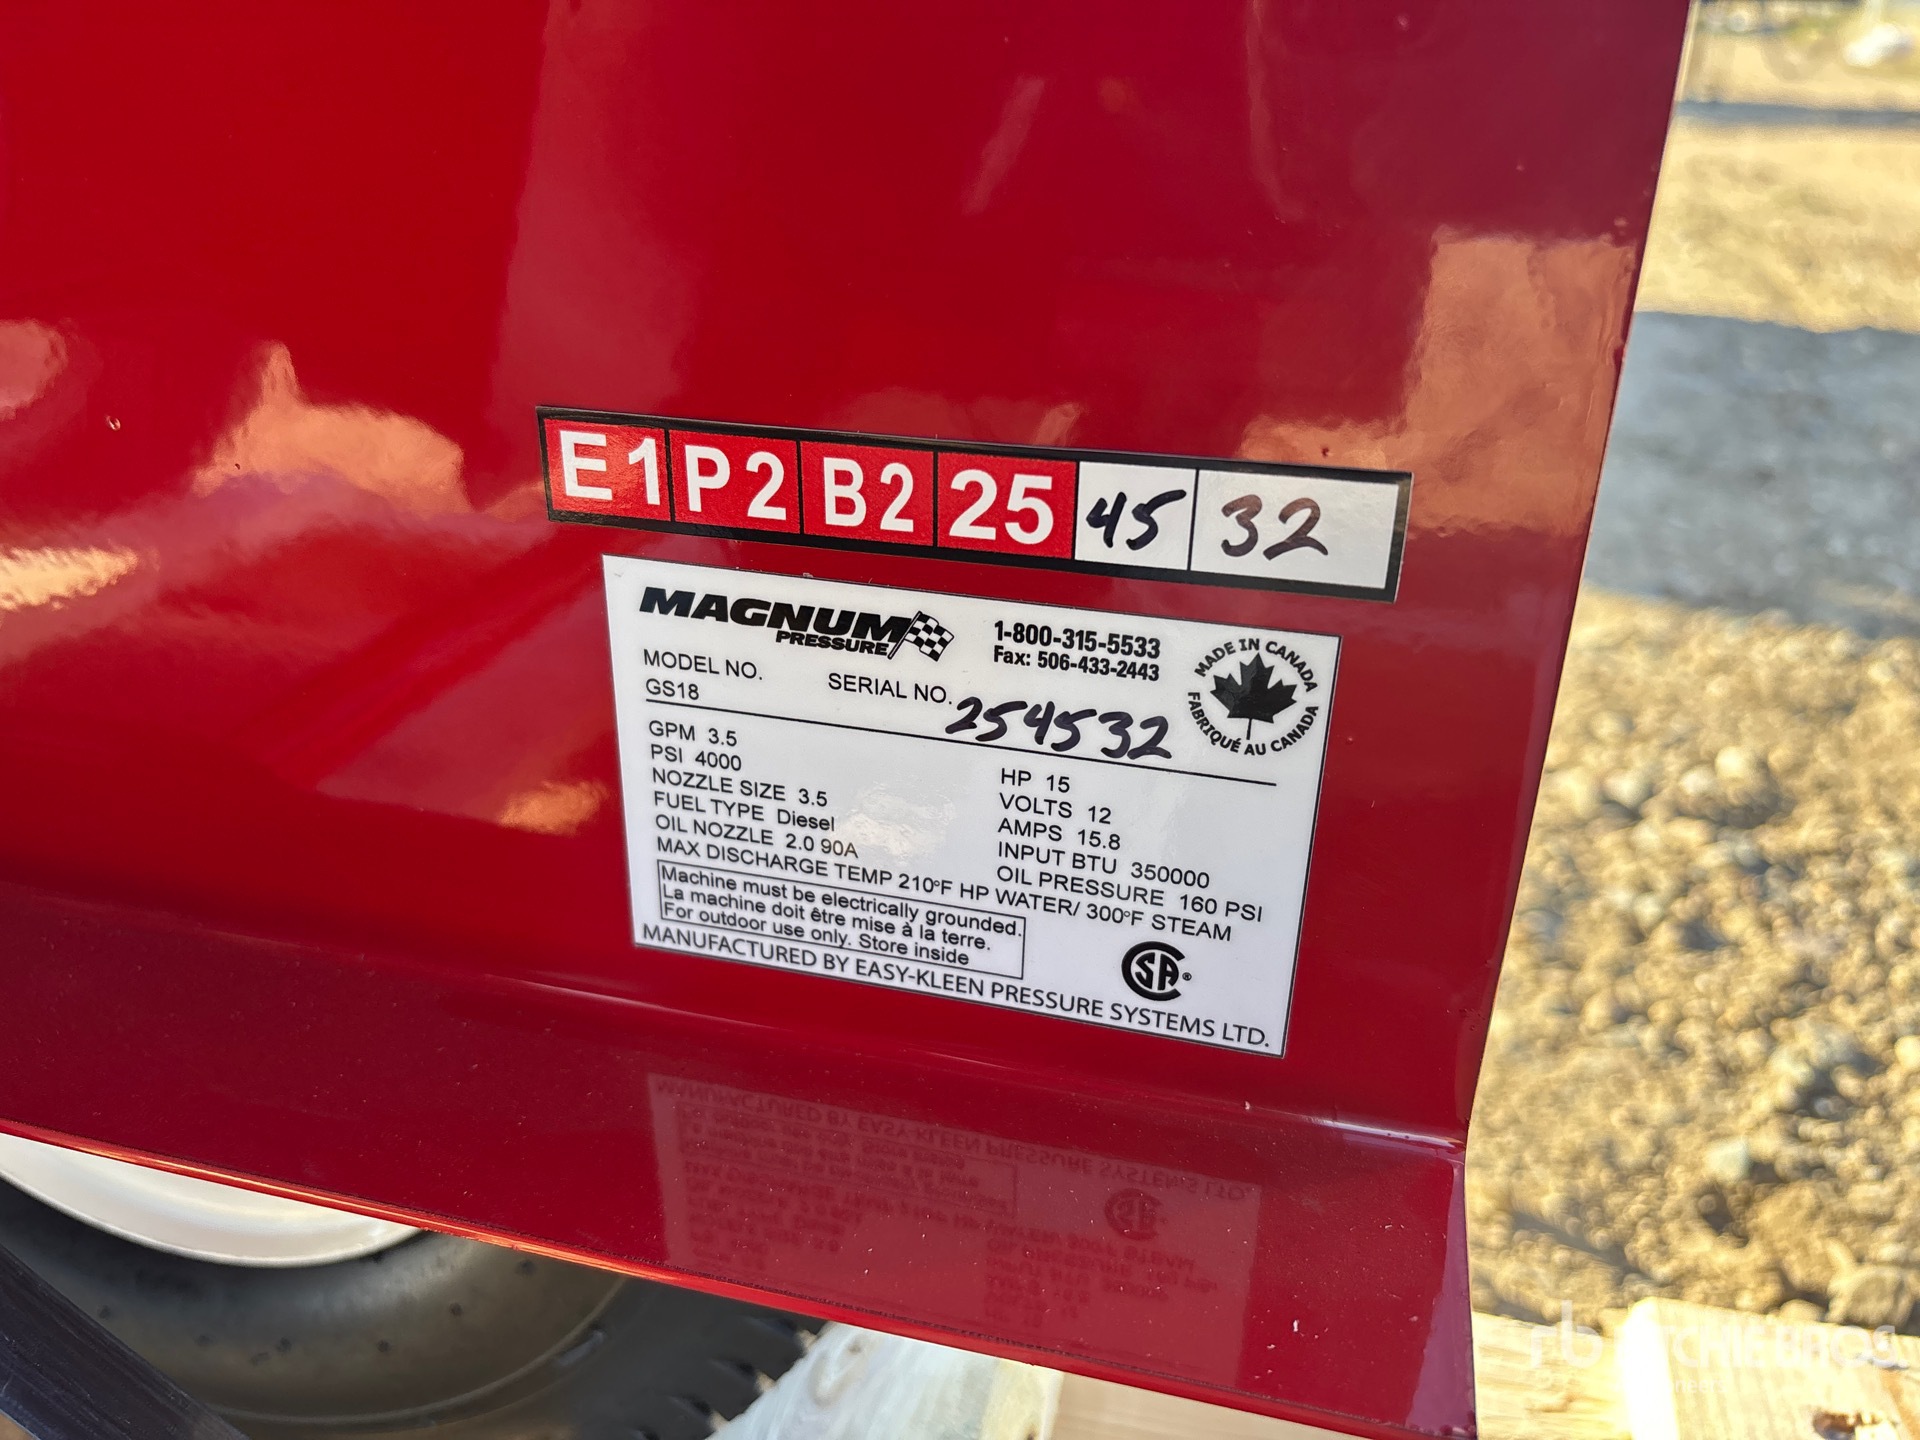 E1 P2 B2 25 45 32
MAGNUM
PRESSURE
1-800-315-5533
Fax: 506-433-2443
MADE IN CANADA
FABRIQUÉ AU CANADA
MODEL NO.
GS18
SERIAL NO. 254532
GPM 3.5
PSI 4000
NOZZLE SIZE 3.5
FUEL TYPE Diesel
OIL NOZZLE 2.0 90A
HP 15
VOLTS 12
AMPS 15.8
INPUT BTU 350000
OIL PRESSURE 160 PSI
MAX DISCHARGE TEMP 210°F HP WATER/ 300°F STEAM
Machine must be electrically grounded.
La machine doit être mise à la terre.
For outdoor use only. Store inside
CSA®
MANUFACTURED BY EASY-KLEEN PRESSURE SYSTEMS LTD.